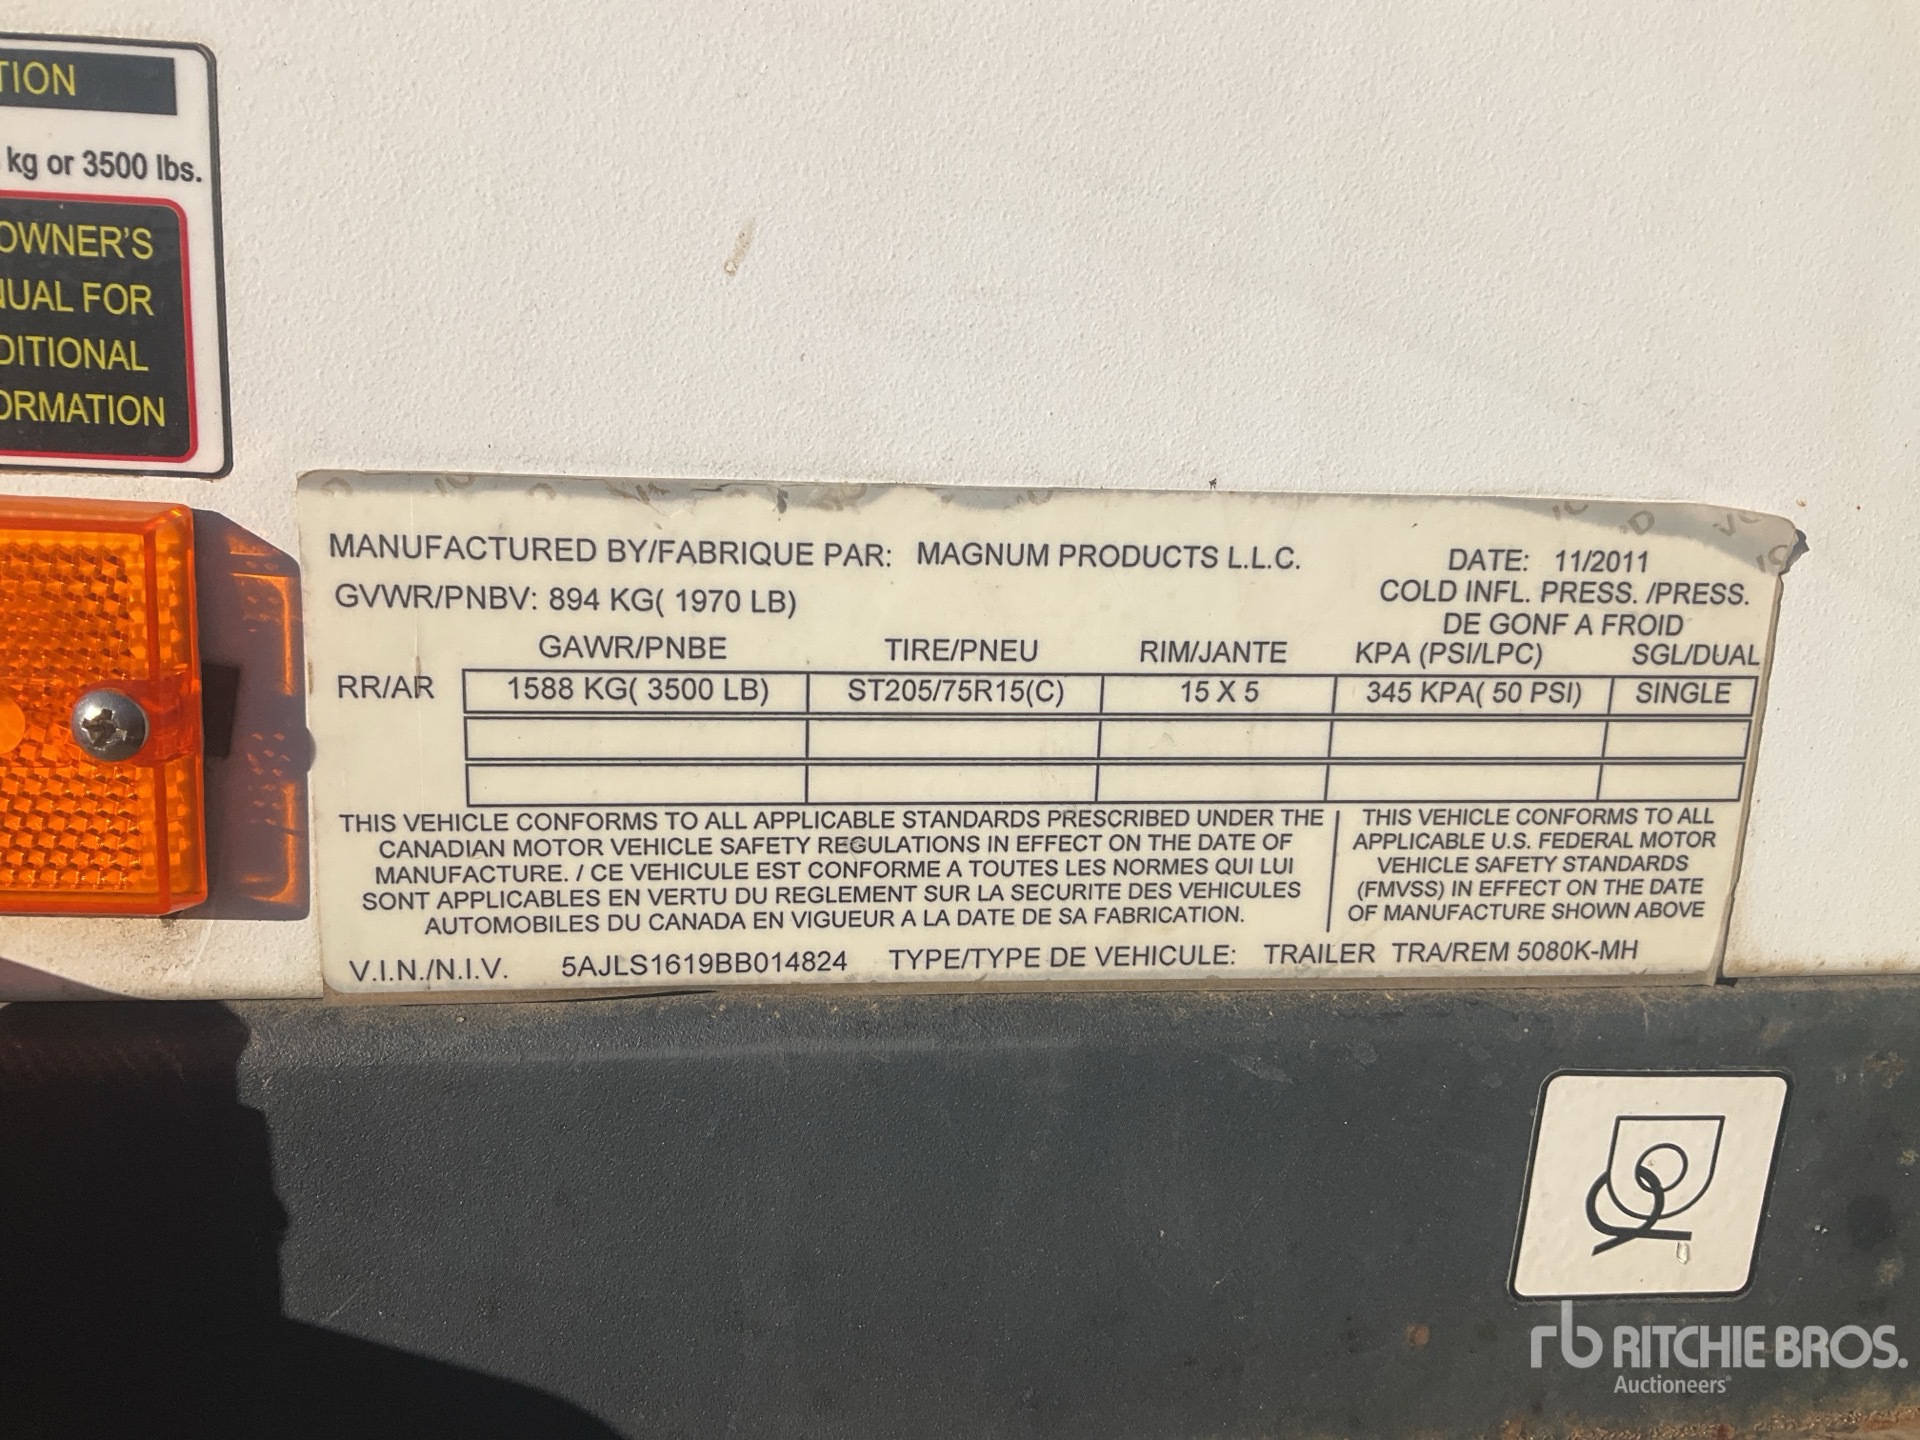 TION
kg or 3500 lbs.
OWNER'S
UAL FOR
DITIONAL
ORMATION
MANUFACTURED BY/FABRIQUE PAR: MAGNUM PRODUCTS L.L.C. DATE: 11/2011
GVWR/PNBV: 894 KG( 1970 LB) COLD INFL. PRESS. /PRESS.
DE GONF A FROID
GAWR/PNBE TIRE/PNEU RIM/JANTE KPA (PSI/LPC) SGL/DUAL
RR/AR 1588 KG( 3500 LB) ST205/75R15(C) 15 X 5 345 KPA( 50 PSI) SINGLE
THIS VEHICLE CONFORMS TO ALL APPLICABLE STANDARDS PRESCRIBED UNDER THE
CANADIAN MOTOR VEHICLE SAFETY REGULATIONS IN EFFECT ON THE DATE OF
MANUFACTURE. / CE VEHICULE EST CONFORME A TOUTES LES NORMES QUI LUI
SONT APPLICABLES EN VERTU DU REGLEMENT SUR LA SECURITE DES VEHICULES
AUTOMOBILES DU CANADA EN VIGUEUR A LA DATE DE SA FABRICATION.
THIS VEHICLE CONFORMS TO ALL
APPLICABLE U.S. FEDERAL MOTOR
VEHICLE SAFETY STANDARDS
(FMVSS) IN EFFECT ON THE DATE
OF MANUFACTURE SHOWN ABOVE
V.I.N./N.I.V. 5AJLS1619BB014824 TYPE/TYPE DE VEHICULE: TRAILER TRA/REM 5080K-MH
rb RITCHIE BROS.
Auctioneers